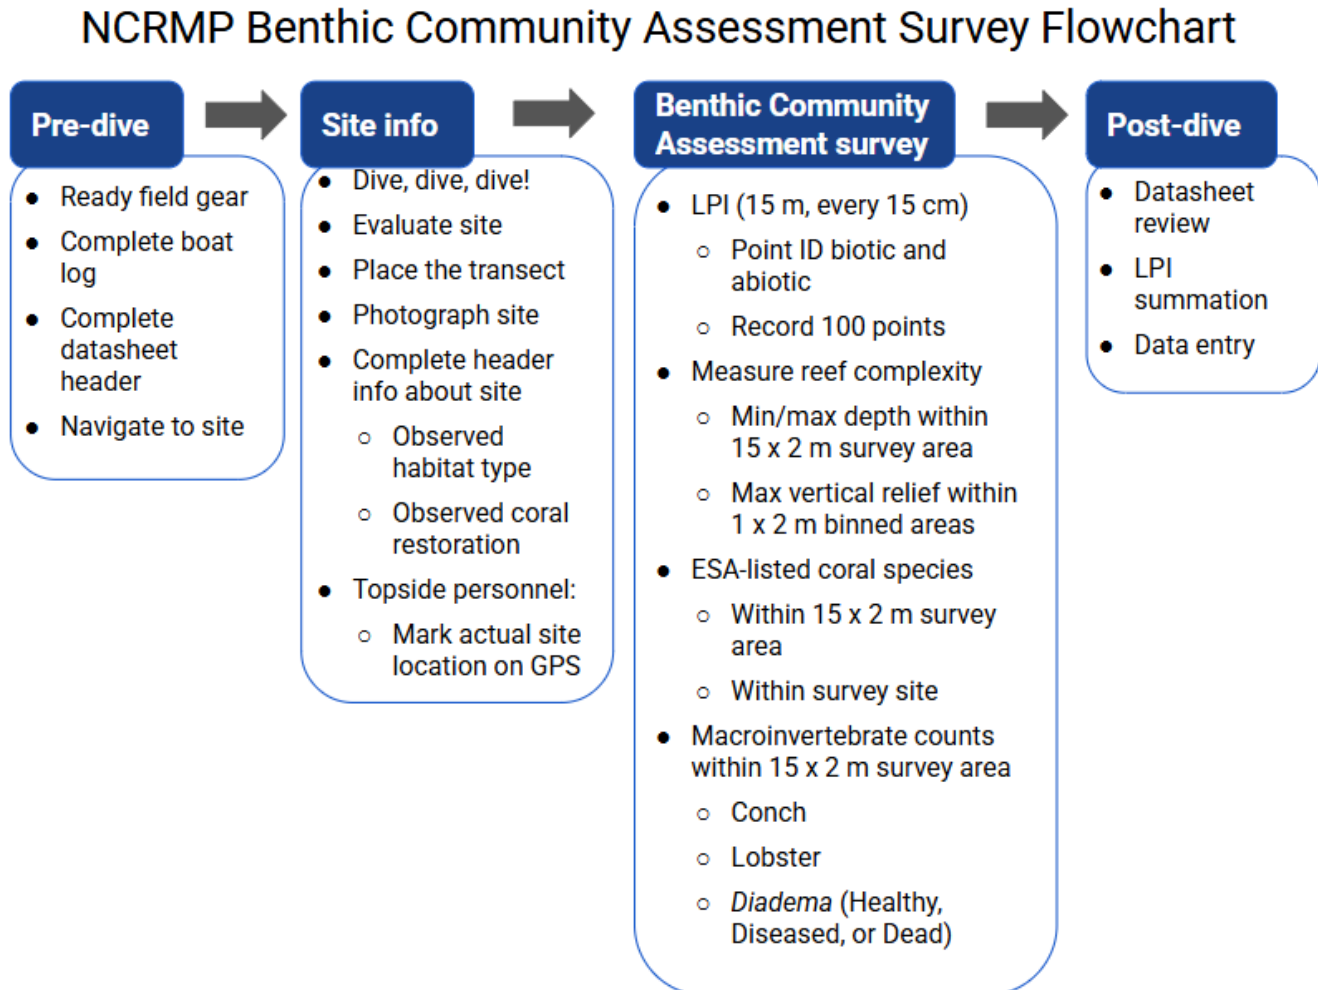 NCRMP Benthic Community Assessment Survey Flowchart
Pre-dive
● Ready field gear
● Complete boat
log
● Complete
datasheet
header
● Navigate to site
Site info
● Dive, dive, dive!
● Evaluate site
● Place the transect
● Photograph site
● Complete header
info about site
○ Observed
habitat type
○ Observed coral
restoration
● Topside personnel:
○ Mark actual site
location on GPS
Benthic Community
Assessment survey
● LPI (15 m, every 15 cm)
○ Point ID biotic and
abiotic
○ Record 100 points
● Measure reef complexity
○ Min/max depth within
15 x 2 m survey area
○ Max vertical relief within
1 x 2 m binned areas
● ESA-listed coral species
○ Within 15 x 2 m survey
area
○ Within survey site
● Macroinvertebrate counts
within 15 x 2 m survey area
○ Conch
○ Lobster
○ Diadema (Healthy,
Diseased, or Dead)
Post-dive
● Datasheet
review
● LPI
summation
● Data entry